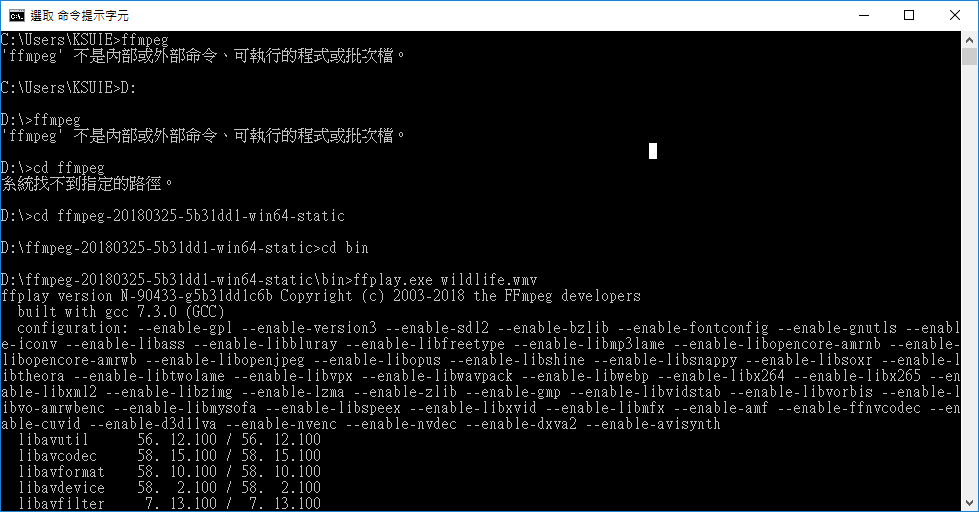 選取 命令提示字元
C:\Users\KSUIE>ffmpeg
'ffmpeg' 不是內部或外部命令、可執行的程式或批次檔。
C:\Users\KSUIE>D:
D:\>ffmpeg
'ffmpeg' 不是內部或外部命令、可執行的程式或批次檔。
D:\>cd ffmpeg
系統找不到指定的路徑。
D:\>cd ffmpeg-20180325-5b31dd1-win64-static
D:\ffmpeg-20180325-5b31dd1-win64-static>cd bin
D:\ffmpeg-20180325-5b31dd1-win64-static\bin>ffplay.exe wildlife.wmv
ffplay version N-90433-g5b31dd1c6b Copyright (c) 2003-2018 the FFmpeg developers
  built with gcc 7.3.0 (GCC)
  configuration: --enable-gpl --enable-version3 --enable-sdl2 --enable-bzlib --enable-fontconfig --enable-gnutls --enabl
e-iconv --enable-libass --enable-libbluray --enable-libfreetype --enable-libmp3lame --enable-libopencore-amrnb --enable-
libopencore-amrwb --enable-libopenjpeg --enable-libopus --enable-libshine --enable-libsnappy --enable-libsoxr --enable-l
ibtheora --enable-libtwolame --enable-libvpx --enable-libwavpack --enable-libwebp --enable-libx264 --enable-libx265 --en
able-libxml2 --enable-libzimg --enable-lzma --enable-zlib --enable-gmp --enable-libvidstab --enable-libvorbis --enable-l
ibvo-amrwbenc --enable-libmysofa --enable-libspeex --enable-libxvid --enable-libmfx --enable-amf --enable-ffnvcodec --en
able-cuvid --enable-d3d11va --enable-nvenc --enable-nvdec --enable-dxva2 --enable-avisynth
  libavutil      56. 12.100 / 56. 12.100
  libavcodec     58. 15.100 / 58. 15.100
  libavformat    58. 10.100 / 58. 10.100
  libavdevice    58.  2.100 / 58.  2.100
  libavfilter     7. 13.100 /  7. 13.100